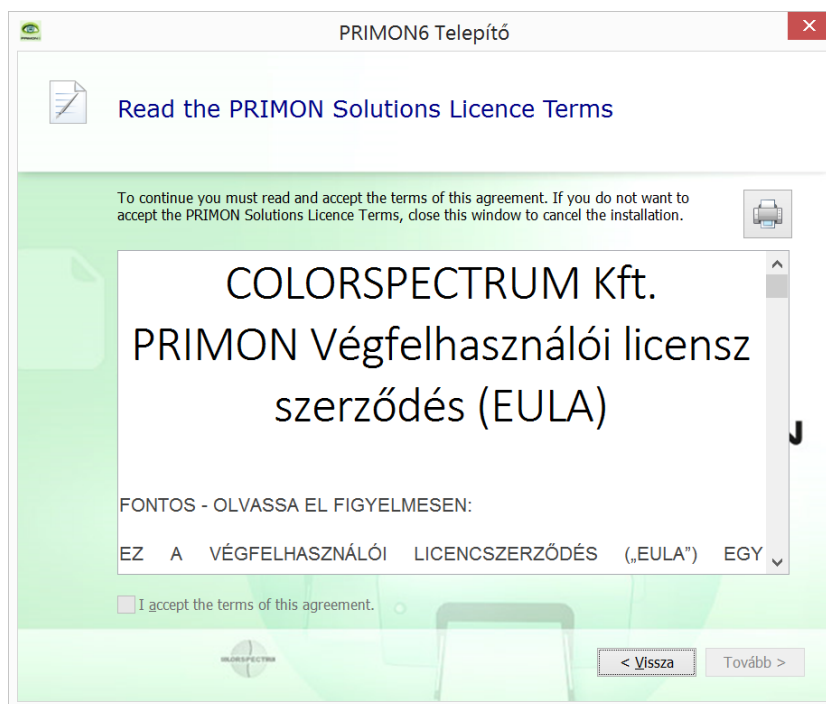 PRIMON6 Telepítő
Read the PRIMON Solutions Licence Terms
To continue you must read and accept the terms of this agreement. If you do not want to
accept the PRIMON Solutions Licence Terms, close this window to cancel the installation.
COLORSPECTRUM Kft.
PRIMON Végfelhasználói licensz
szerződés (EULA)
FONTOS - OLVASSA EL FIGYELMESEN:
EZ A VÉGFELHASZNÁLÓI LICENCSZERZŐDÉS („EULA”) EGY
I accept the terms of this agreement.
COLORSPECTRUM
< Vissza
Tovább >